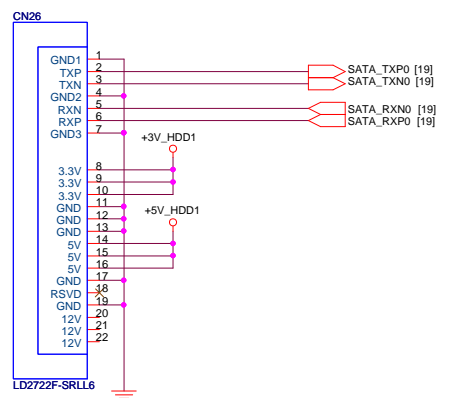 CN26
GND1 1
TXP 2 SATA_TXP0 [19]
TXN 3 SATA_TXN0 [19]
GND2 4
RXN 5 SATA_RXN0 [19]
RXP 6 SATA_RXP0 [19]
GND3 7
+3V_HDD1
3.3V 8
3.3V 9
3.3V 10
GND 11
GND 12
+5V_HDD1
GND 13
5V 14
5V 15
5V 16
GND 17
RSVD 18
GND 19
12V 20
12V 21
12V 22
LD2722F-SRLL6